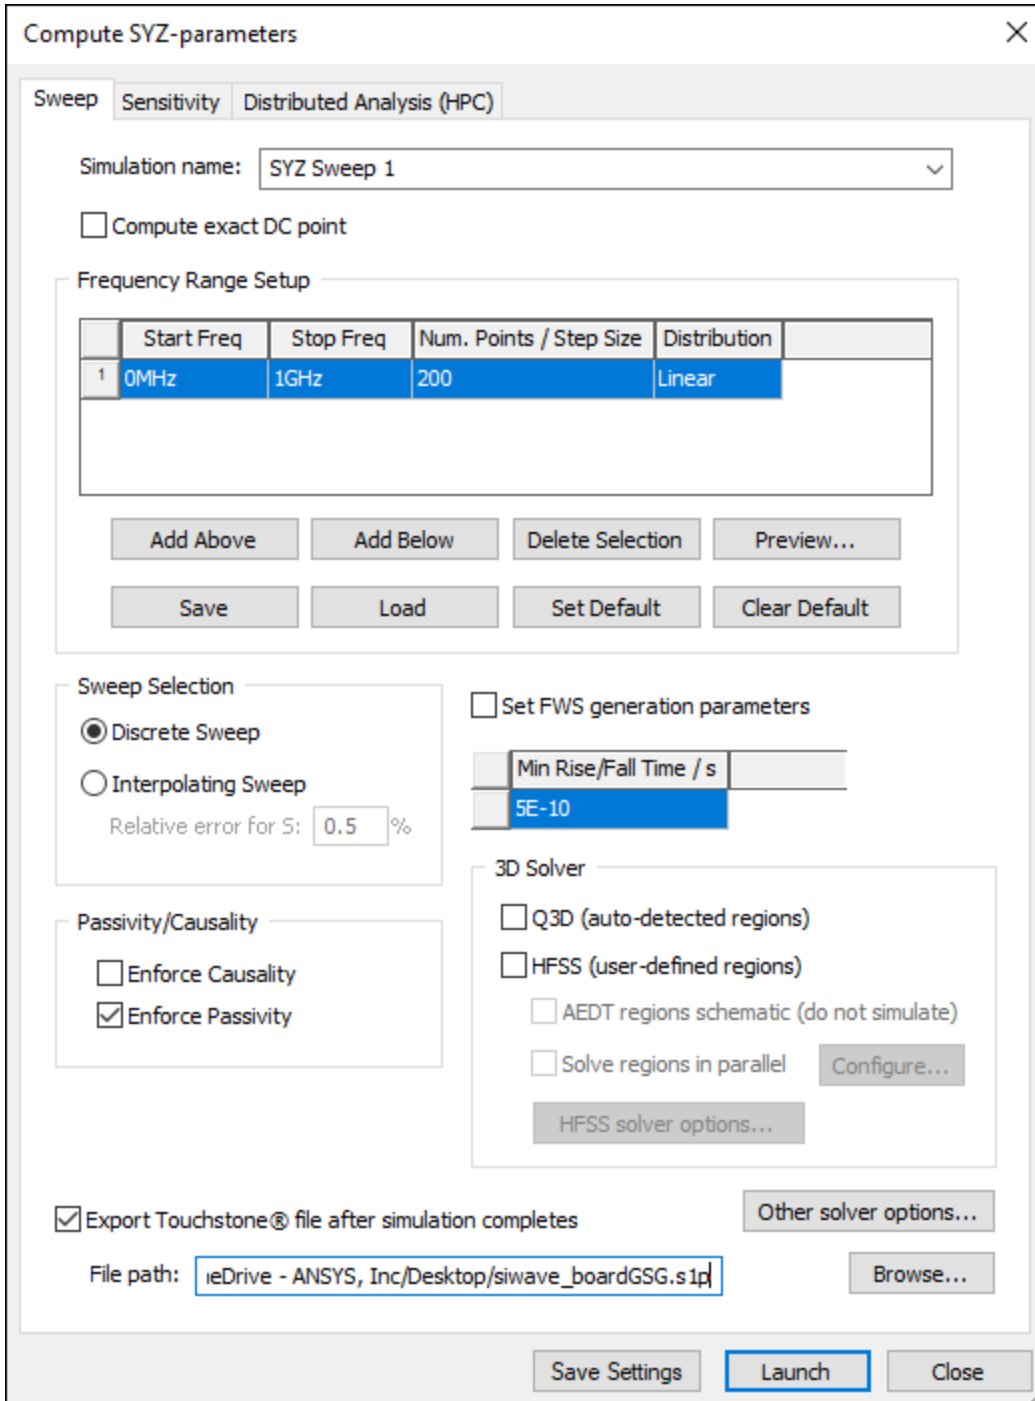 Compute SYZ-parameters
Sweep Sensitivity Distributed Analysis (HPC)
Simulation name: SYZ Sweep 1
Compute exact DC point
Frequency Range Setup
Start Freq Stop Freq Num. Points / Step Size Distribution
1 0MHz 1GHz 200 Linear
Add Above Add Below Delete Selection Preview...
Save Load Set Default Clear Default
Sweep Selection
Discrete Sweep
Interpolating Sweep
Relative error for S: 0.5 %
Set FWS generation parameters
Min Rise/Fall Time / s
5E-10
Passivity/Causality
Enforce Causality
Enforce Passivity
3D Solver
Q3D (auto-detected regions)
HFSS (user-defined regions)
AEDT regions schematic (do not simulate)
Solve regions in parallel Configure...
HFSS solver options...
Export Touchstone® file after simulation completes Other solver options...
File path: eDrive - ANSYS, Inc/Desktop/siwave_boardGSG.s1p Browse...
Save Settings Launch Close